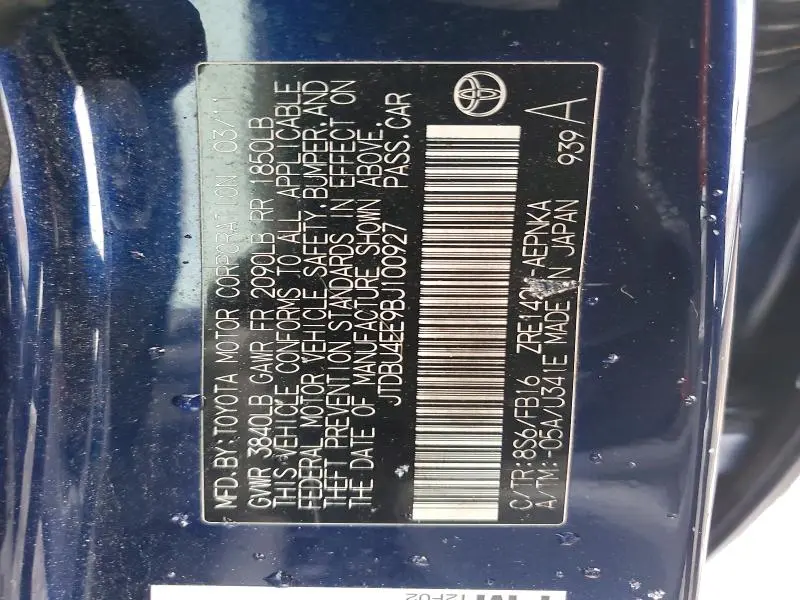 MFD.BY:TOYOTA MOTOR CORPORATION 03/11
GVWR 3840LB GAWR FR 2090LB RR 1850LB
THIS VEHICLE CONFORMS TO ALL APPLICABLE
FEDERAL MOTOR VEHICLE SAFETY,BUMPER,AND
THEFT PREVENTION STANDARDS IN EFFECT ON
THE DATE OF MANUFACTURE SHOWN ABOVE.
JTDBU4EE9BJ100927 PASS.CAR
C/TR:8S6/FB16 -AEPNKA
A/TM:-05A/U341E MADE IN JAPAN
939 A
12F02